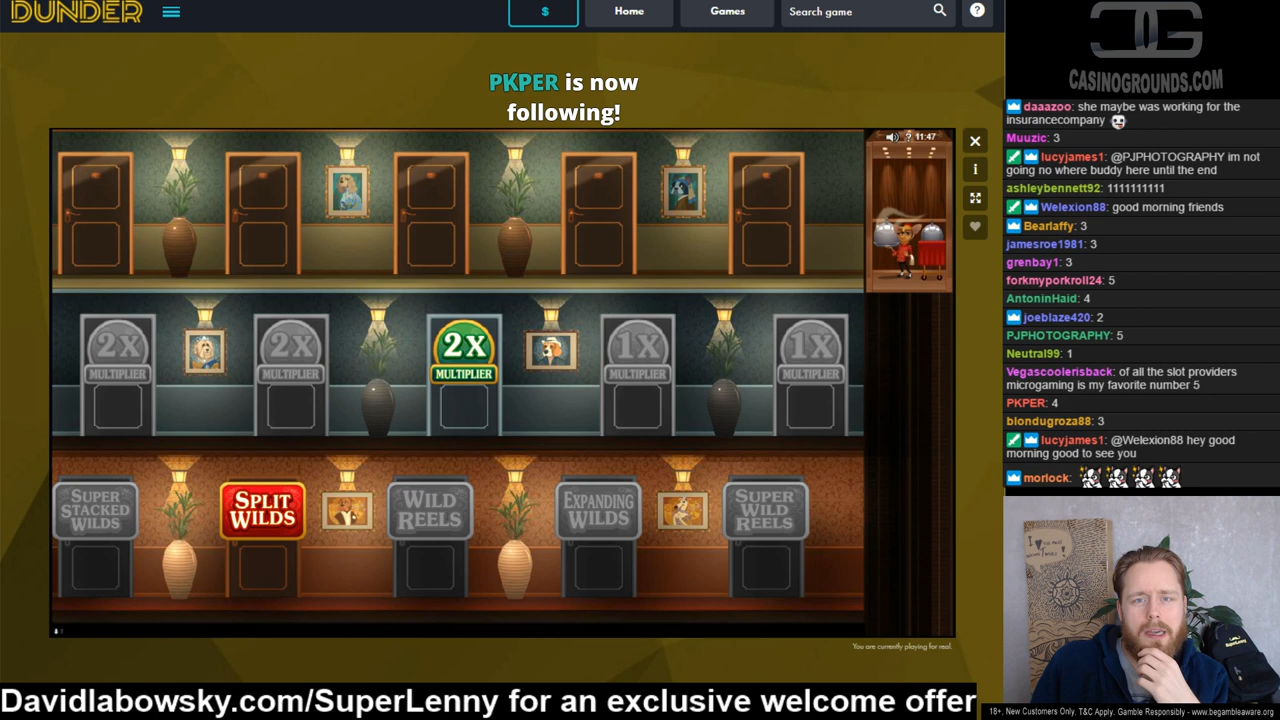 DUNDER
$
Home
Games
Search game
?
PKPER is now
following!
? 11:47
i
2X
MULTIPLIER
2X
MULTIPLIER
2X
MULTIPLIER
1X
MULTIPLIER
1X
MULTIPLIER
SUPER
STACKED
WILDS
SPLIT
WILDS
WILD
REELS
EXPANDING
WILDS
SUPER
WILD
REELS
You are currently playing for real.
CG
CASINOGROUNDS.COM
daaazoo: she maybe was working for the
insurancecompany
Muuzic: 3
lucyjames1: @PJPHOTOGRAPHY im not
going no where buddy here until the end
ashleybennett92: 1111111111
Welexion88: good morning friends
Bearlaffy: 3
jamesroe1981: 3
grenbay1: 3
forkmyporkroll24: 5
AntoninHaid: 4
joeblaze420: 2
PJPHOTOGRAPHY: 5
Neutral99: 1
Vegascoolerisback: of all the slot providers
microgaming is my favorite number 5
PKPER: 4
blondugroza88: 3
lucyjames1: @Welexion88 hey good
morning good to see you
morlock:
SuperLenny
Davidlabowsky.com/SuperLenny for an exclusive welcome offer
18+, New Customers Only, T&C Apply, Gamble Responsibly - www.begambleaware.org